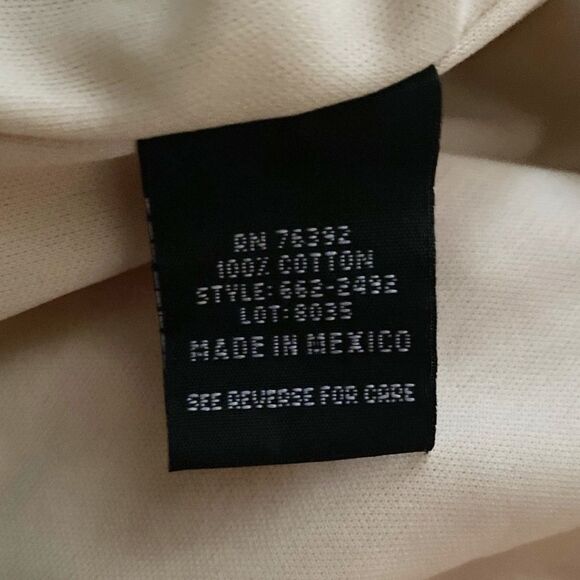 RN 76392
100% COTTON
STYLE: 662-2492
LOT: 8035
MADE IN MEXICO
SEE REVERSE FOR CARE